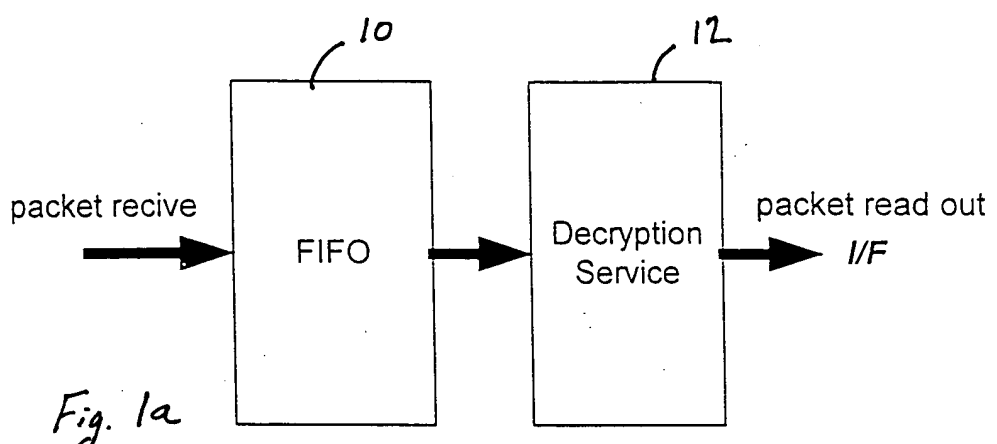 10
12
packet recive
FIFO
Decryption
Service
packet read out
I/F
Fig. 1a